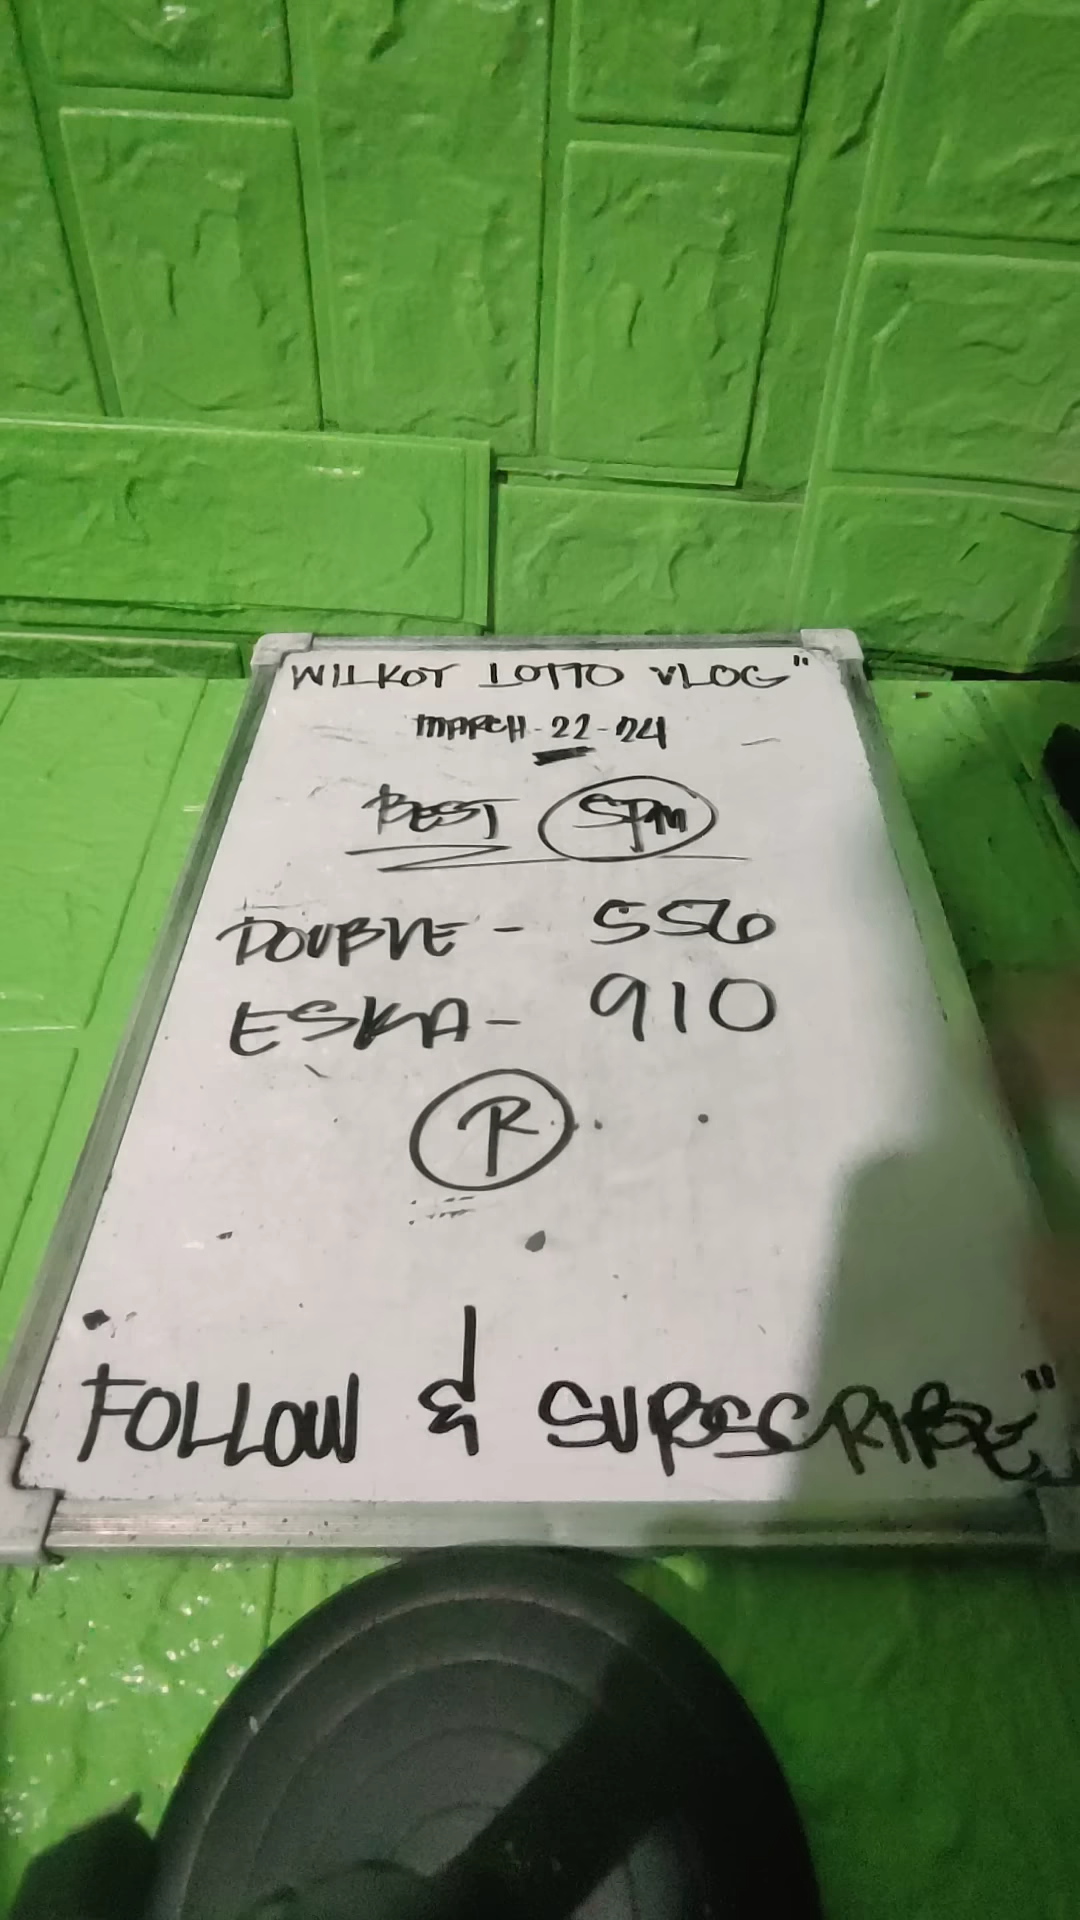 WILKOT LOTTO VLOG"
MARCH-22-24
BEST 5pm
DOUBLE - 556
ESKA - 910
R
"FOLLOW & SUBSCRIBE"